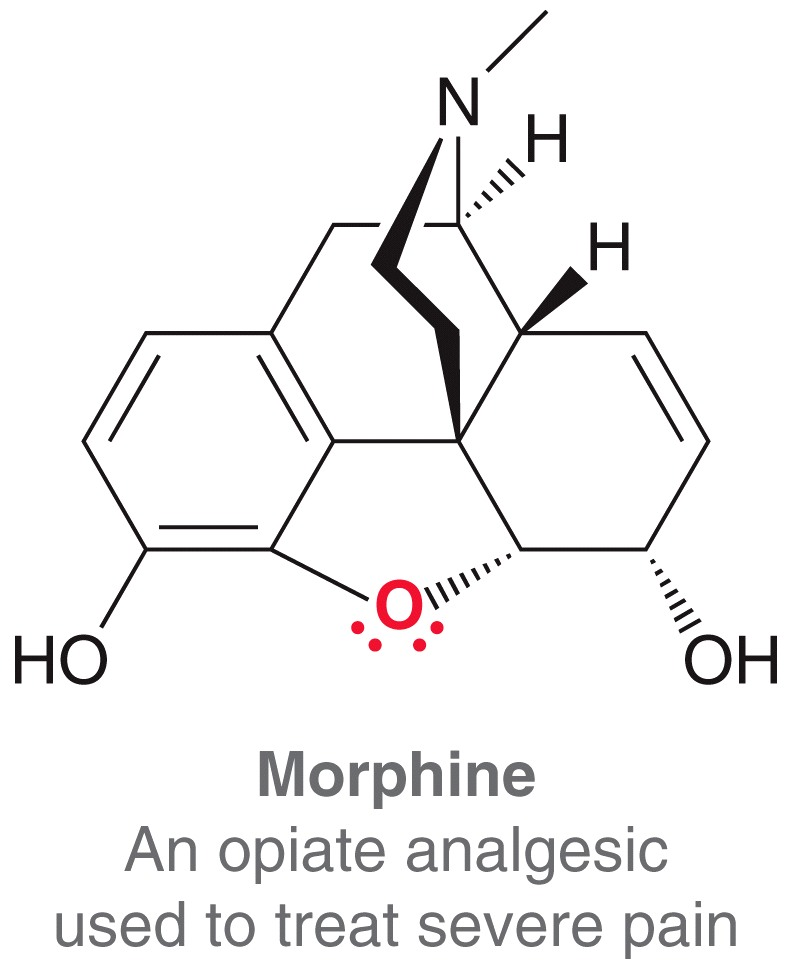 N
H
H
O
HO
OH
Morphine
An opiate analgesic
used to treat severe pain